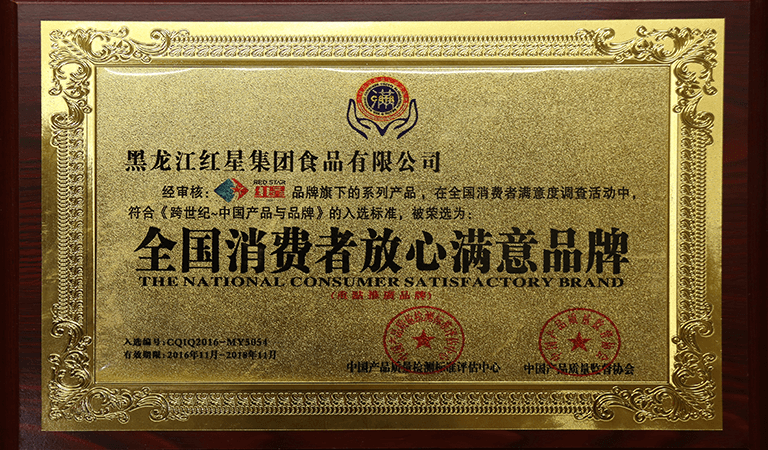 黑龙江红星集团食品有限公司
经审核：RED STAR 红星 品牌旗下的系列产品，在全国消费者满意度调查活动中，
符合《跨世纪~中国产品与品牌》的入选标准，被荣选为：
全国消费者放心满意品牌
THE NATIONAL CONSUMER SATISFACTORY BRAND
(重点推广品牌)
入选编号：CQIQ2016-MY5054
有效期限：2016年11月-2018年11月
中国产品质量检测标准评估中心
中国产品质量监督协会